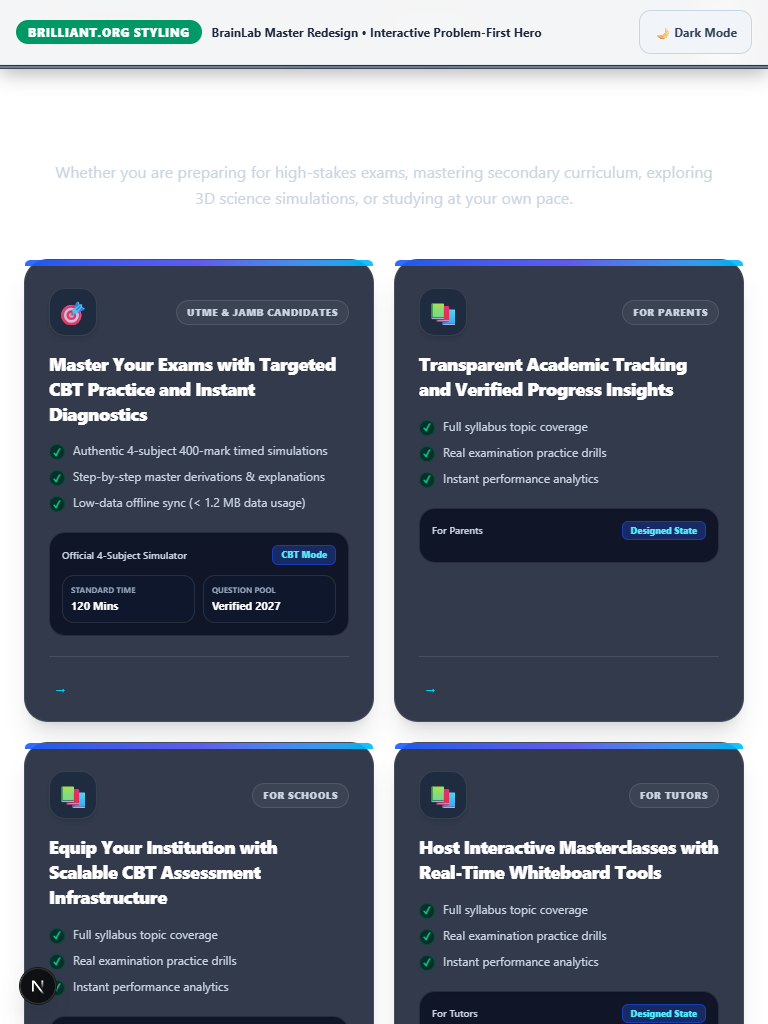 BRILLIANT.ORG STYLING
BrainLab Master Redesign • Interactive Problem-First Hero
🌙 Dark Mode
Whether you are preparing for high-stakes exams, mastering secondary curriculum, exploring
3D science simulations, or studying at your own pace.
UTME & JAMB CANDIDATES
Master Your Exams with Targeted
CBT Practice and Instant
Diagnostics
✓ Authentic 4-subject 400-mark timed simulations
✓ Step-by-step master derivations & explanations
✓ Low-data offline sync (< 1.2 MB data usage)
Official 4-Subject Simulator
CBT Mode
STANDARD TIME
120 Mins
QUESTION POOL
Verified 2027
→
FOR PARENTS
Transparent Academic Tracking
and Verified Progress Insights
✓ Full syllabus topic coverage
✓ Real examination practice drills
✓ Instant performance analytics
For Parents
Designed State
→
FOR SCHOOLS
Equip Your Institution with
Scalable CBT Assessment
Infrastructure
✓ Full syllabus topic coverage
✓ Real examination practice drills
✓ Instant performance analytics
N
FOR TUTORS
Host Interactive Masterclasses with
Real-Time Whiteboard Tools
✓ Full syllabus topic coverage
✓ Real examination practice drills
✓ Instant performance analytics
For Tutors
Designed State